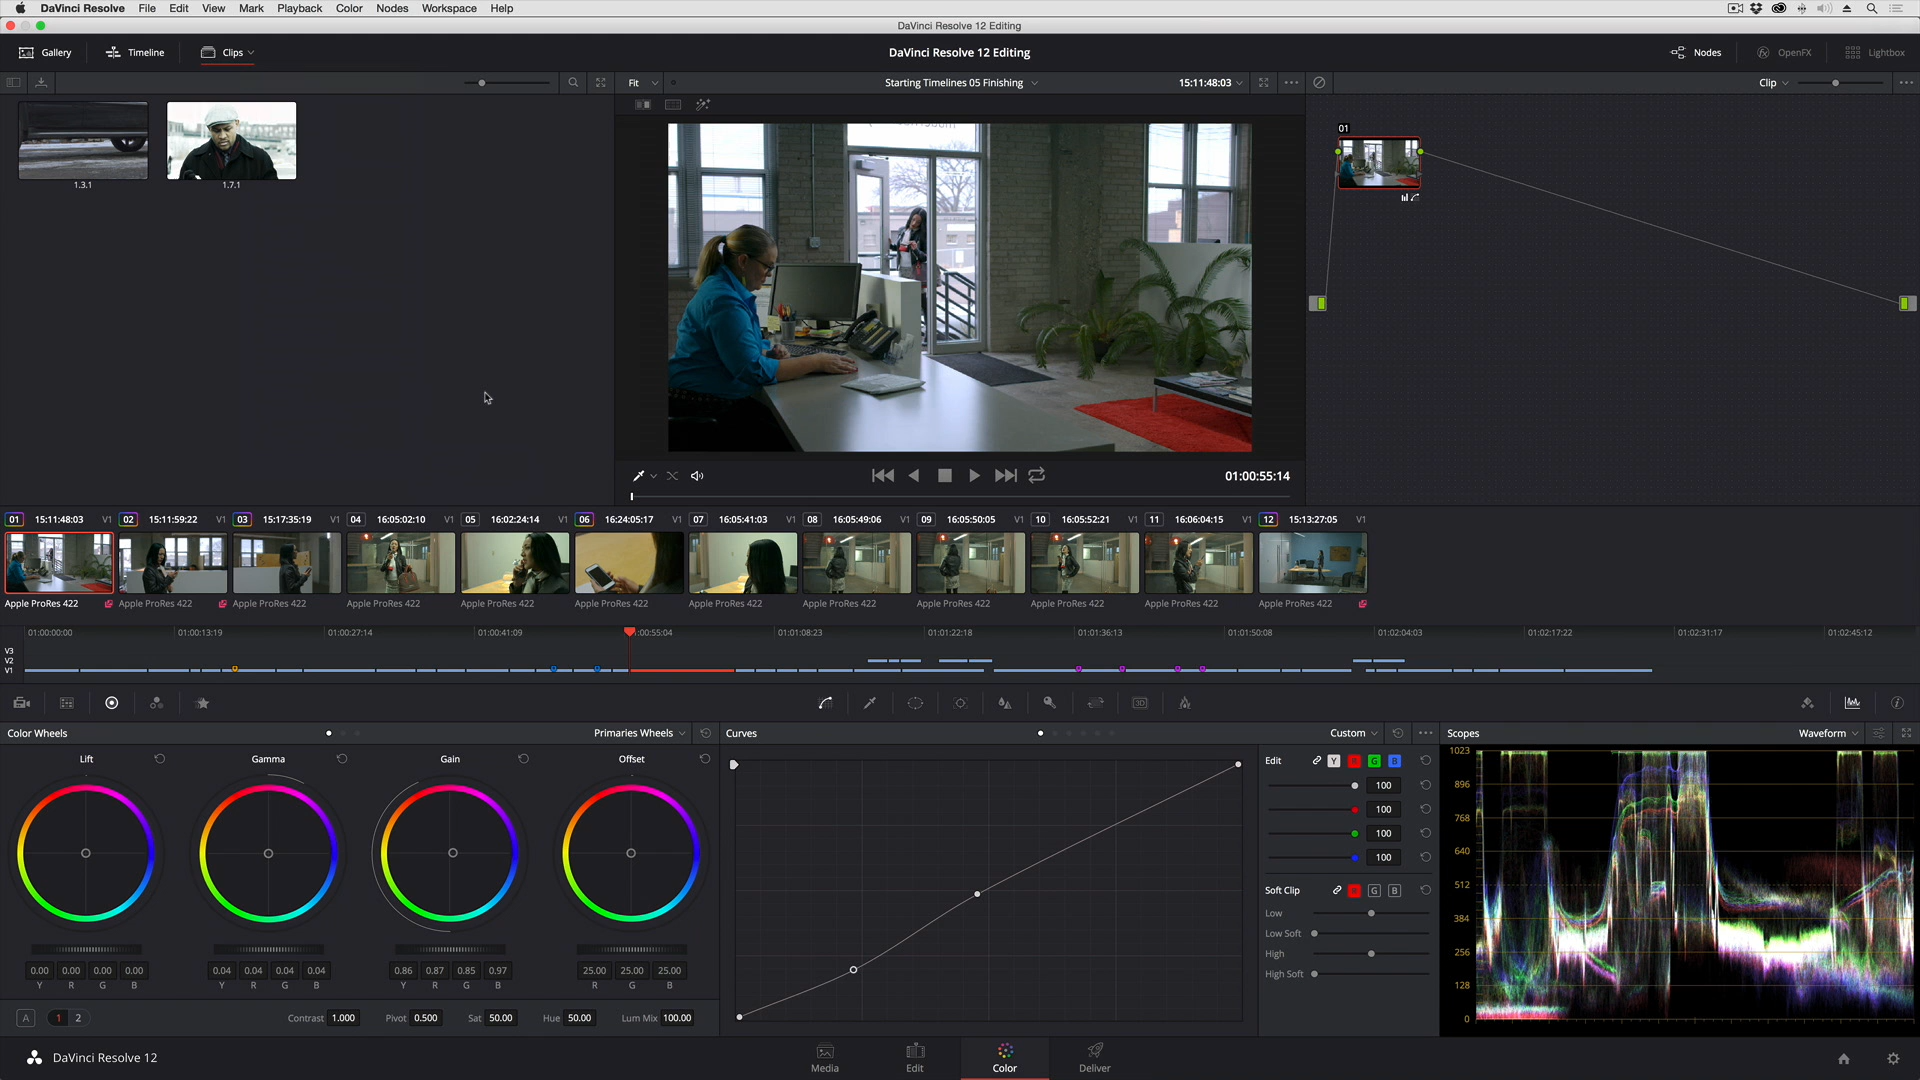 DaVinci Resolve File Edit View Mark Playback Color Nodes Workspace Help
DaVinci Resolve 12 Editing
Gallery Timeline Clips DaVinci Resolve 12 Editing Nodes OpenFX Lightbox
Fit Starting Timelines 05 Finishing 15:11:48:03 Clip
1.3.1 1.7.1
01
01:00:55:14
01 15:11:48:03 V1 02 15:11:59:22 V1 03 15:17:35:19 V1 04 16:05:02:10 V1 05 16:02:24:14 V1 06 16:24:05:17 V1 07 16:05:41:03 V1 08 16:05:49:06 V1 09 16:05:50:05 V1 10 16:05:52:21 V1 11 16:06:04:15 V1 12 15:13:27:05 V1
Apple ProRes 422 Apple ProRes 422 Apple ProRes 422 Apple ProRes 422 Apple ProRes 422 Apple ProRes 422 Apple ProRes 422 Apple ProRes 422 Apple ProRes 422 Apple ProRes 422 Apple ProRes 422 Apple ProRes 422
01:00:00:00 01:00:13:19 01:00:27:14 01:00:41:09 :00:55:04 01:01:08:23 01:01:22:18 01:01:36:13 01:01:50:08 01:02:04:03 01:02:17:22 01:02:31:17 01:02:45:12
V3
V2
V1
3D
Color Wheels Primaries Wheels Curves Custom Scopes Waveform
Lift Gamma Gain Offset
Edit Y R G B
100
100
100
100
Soft Clip R G B
Low
Low Soft
High
High Soft
1023
896
768
640
512
384
256
128
0
0.00 0.00 0.00 0.00 0.04 0.04 0.04 0.04 0.86 0.87 0.85 0.97 25.00 25.00 25.00
Y R G B Y R G B Y R G B R G B
A 1 2 Contrast 1.000 Pivot 0.500 Sat 50.00 Hue 50.00 Lum Mix 100.00
DaVinci Resolve 12 Media Edit Color Deliver